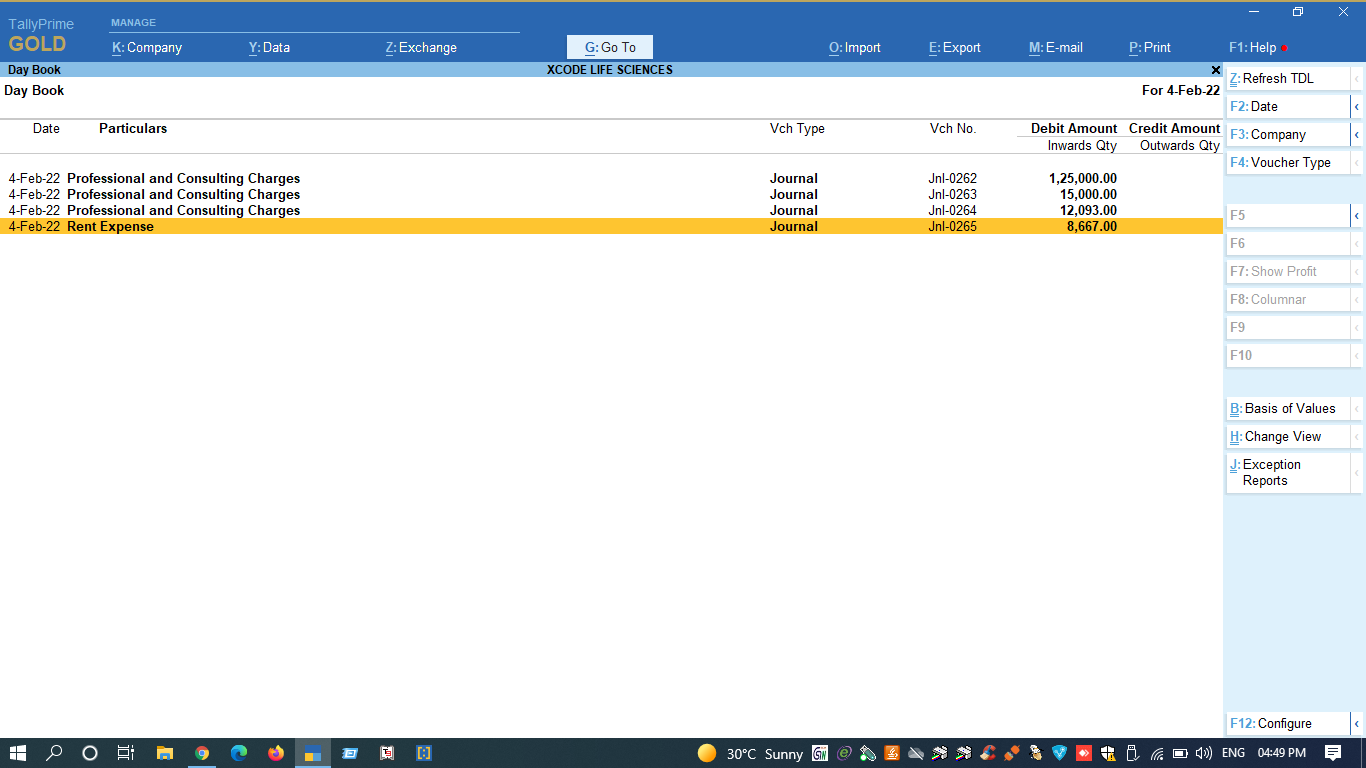 TallyPrime
GOLD
MANAGE
K: Company Y: Data Z: Exchange G: Go To O: Import E: Export M: E-mail P: Print F1: Help
Day Book XCODE LIFE SCIENCES
Day Book For 4-Feb-22
Date Particulars Vch Type Vch No. Debit Amount Credit Amount
Inwards Qty Outwards Qty
4-Feb-22 Professional and Consulting Charges Journal Jnl-0262 1,25,000.00
4-Feb-22 Professional and Consulting Charges Journal Jnl-0263 15,000.00
4-Feb-22 Professional and Consulting Charges Journal Jnl-0264 12,093.00
4-Feb-22 Rent Expense Journal Jnl-0265 8,667.00
Z: Refresh TDL
F2: Date
F3: Company
F4: Voucher Type
F5
F6
F7: Show Profit
F8: Columnar
F9
F10
B: Basis of Values
H: Change View
J: Exception
Reports
F12: Configure
30°C Sunny ENG 04:49 PM